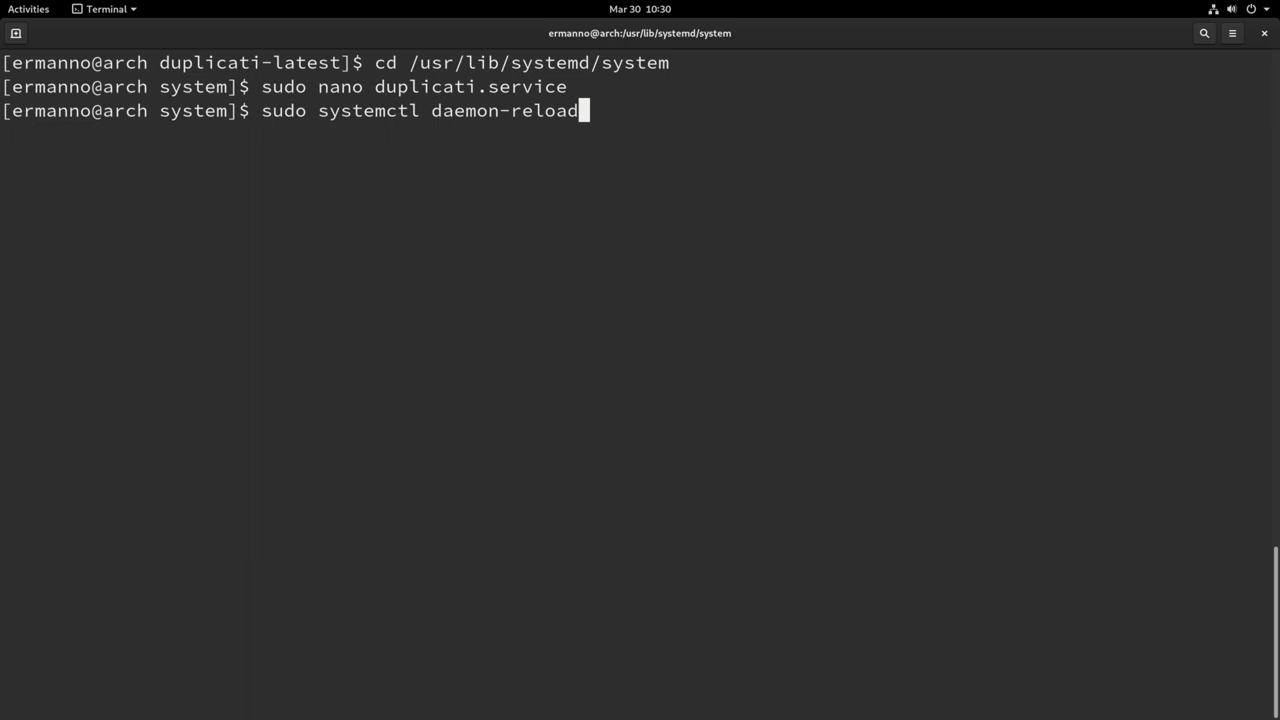 Activities Terminal Mar 30 10:30
ermanno@arch:/usr/lib/systemd/system
[ermanno@arch duplicati-latest]$ cd /usr/lib/systemd/system
[ermanno@arch system]$ sudo nano duplicati.service
[ermanno@arch system]$ sudo systemctl daemon-reload